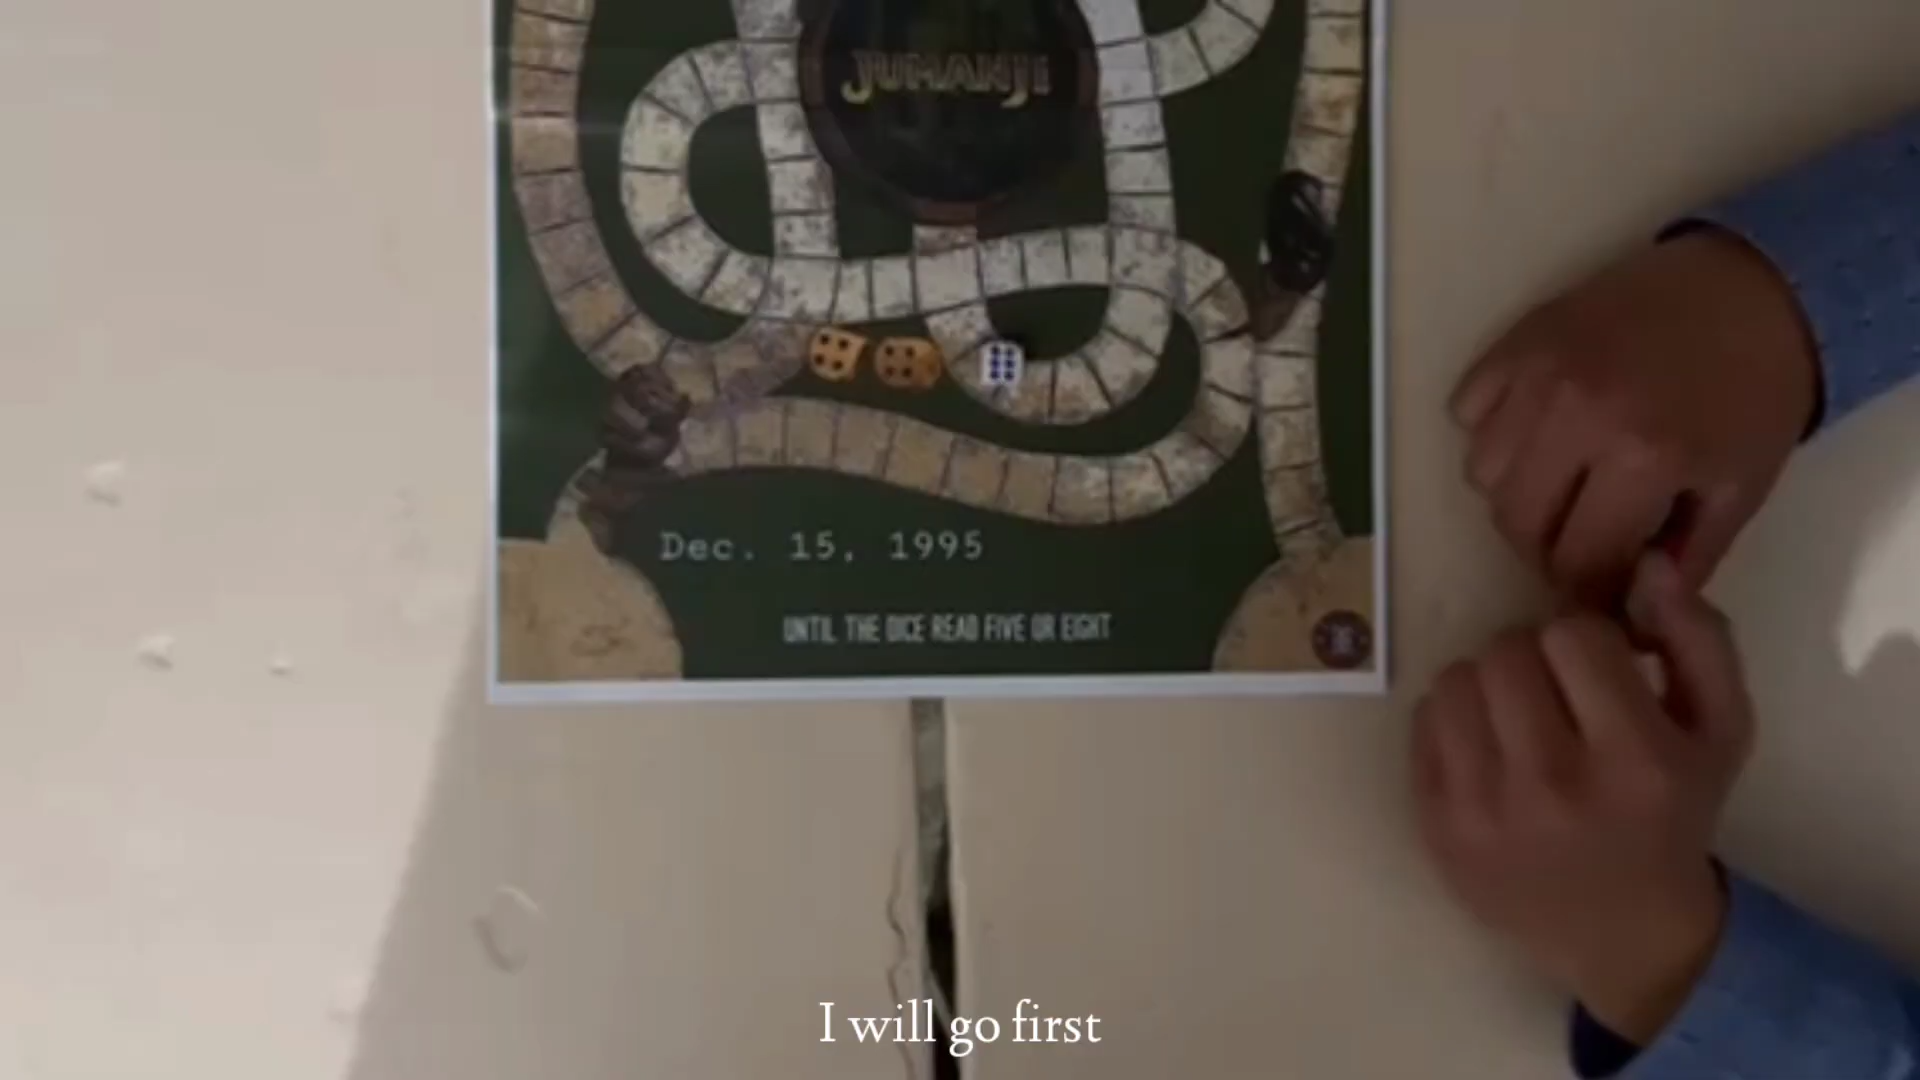 JUMANJI
Dec. 15, 1995
UNTIL THE DICE READ FIVE OR EIGHT
I will go first